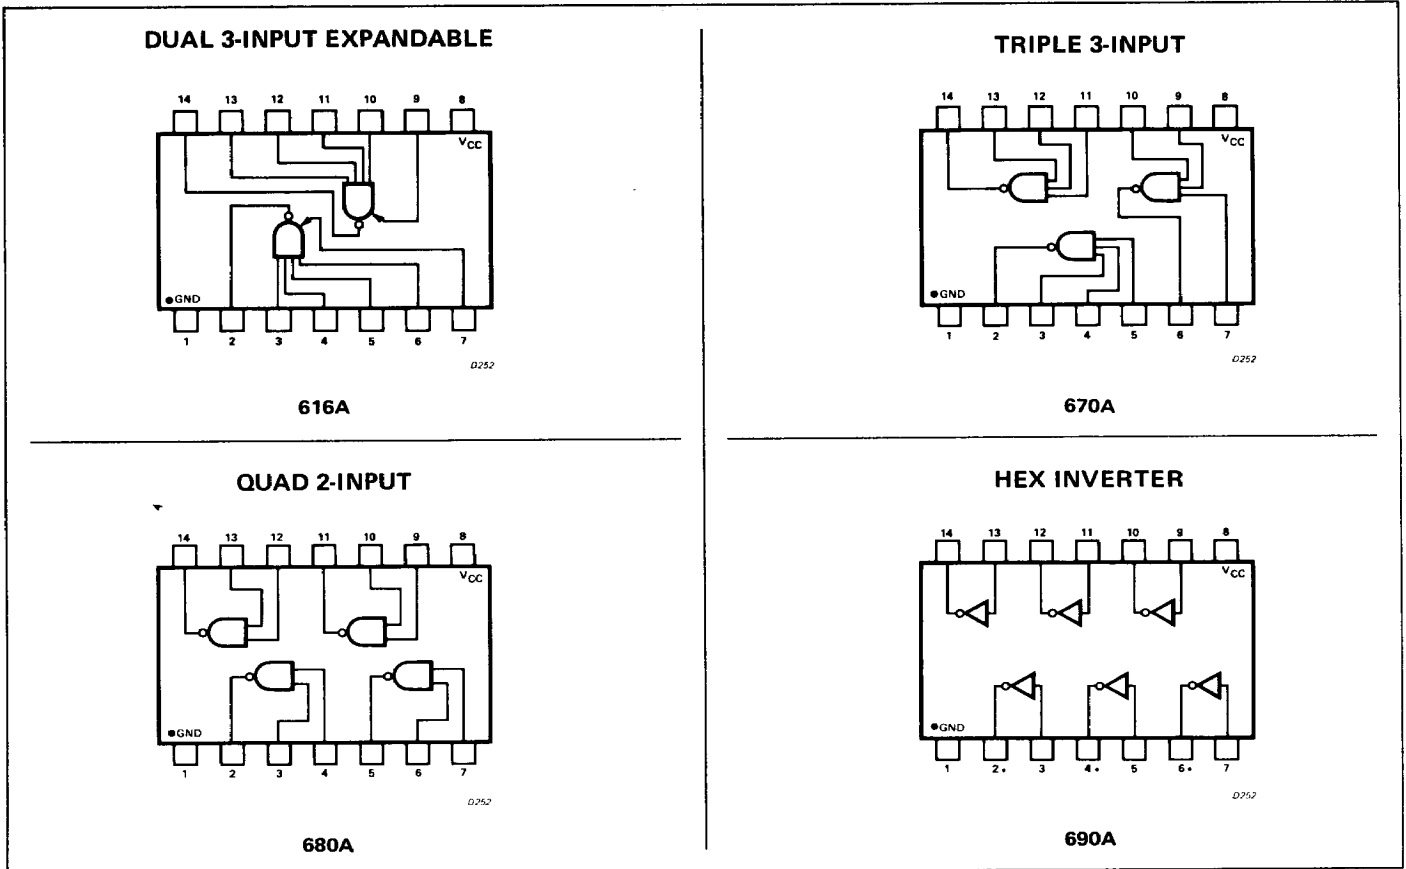 DUAL 3-INPUT EXPANDABLE
14 13 12 11 10 9 8
VCC
GND
1 2 3 4 5 6 7
D252
616A
TRIPLE 3-INPUT
14 13 12 11 10 9 8
VCC
GND
1 2 3 4 5 6 7
D252
670A
QUAD 2-INPUT
14 13 12 11 10 9 8
VCC
GND
1 2 3 4 5 6 7
D252
680A
HEX INVERTER
14 13 12 11 10 9 8
VCC
GND
1 2 3 4 5 6 7
D252
690A